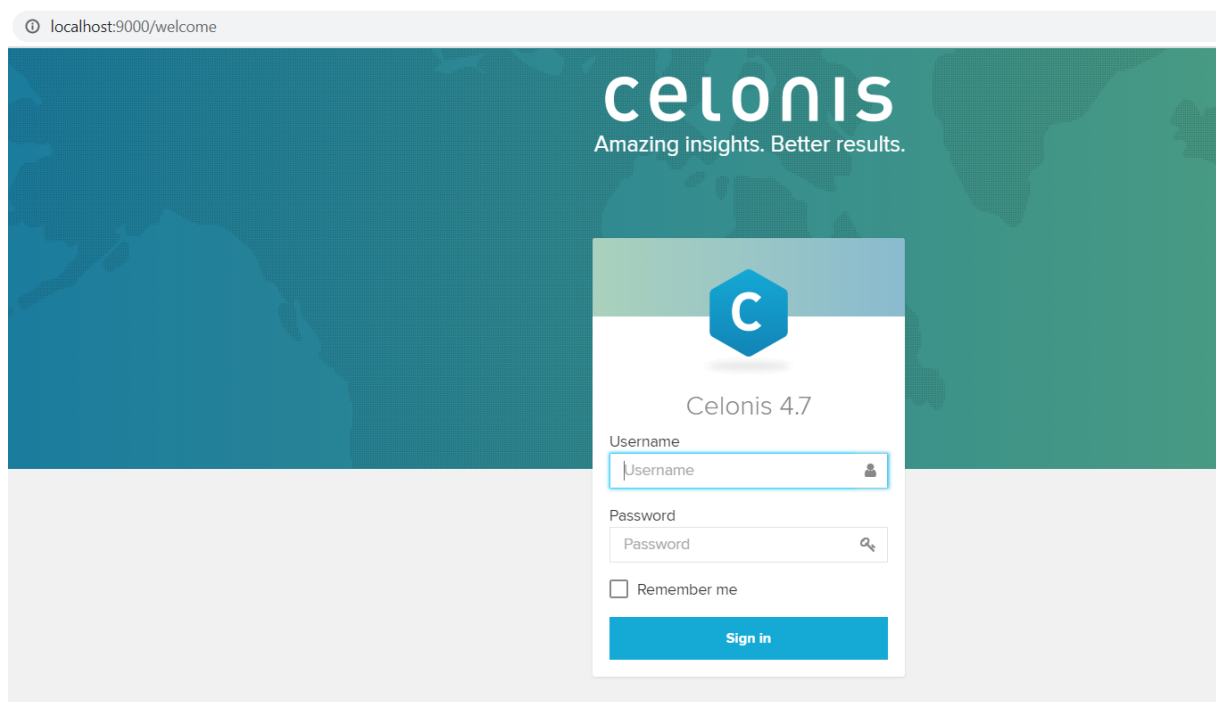 localhost:9000/welcome
celonis
Amazing insights. Better results.
C
Celonis 4.7
Username
Username
Password
Password
Remember me
Sign in